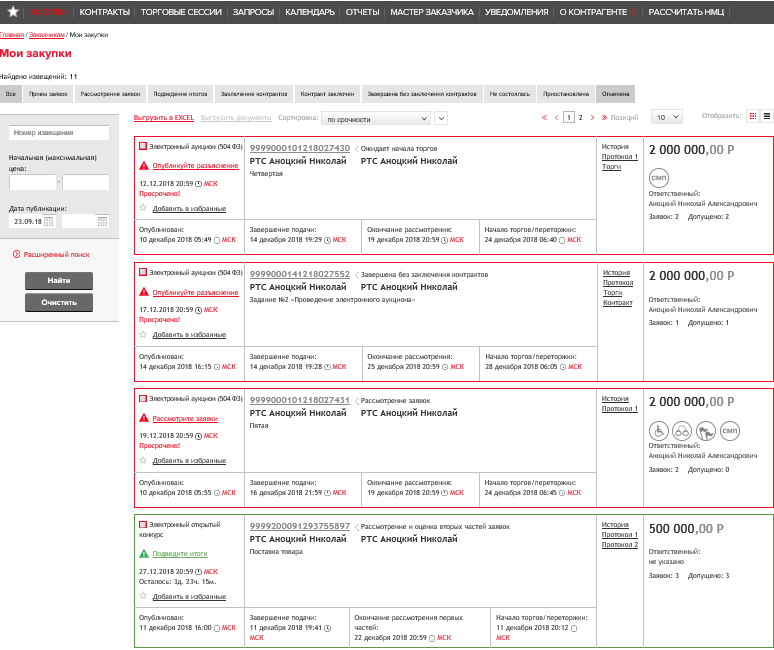 КОНТРАКТЫ ТОРГОВЫЕ СЕССИИ ЗАПРОСЫ КАЛЕНДАРЬ ОТЧЕТЫ МАСТЕР ЗАКАЗЧИКА УВЕДОМЛЕНИЯ О КОНТРАГЕНТЕ РАССЧИТАТЬ НМЦ
Главная / Заказчикам / Мои закупки
Мои закупки
Найдено извещений: 11
Все Прием заявок Рассмотрение заявок Подведение итогов Заключение контрактов Контракт заключен Завершена без заключения контрактов Не состоялась Приостановлена Отменена
Номер извещения
Начальная (максимальная)
цена:
-
Дата публикации:
23.09.18
Расширенный поиск
Найти
Очистить
Выгрузить в EXCEL Выгрузить документы Сортировка: по срочности 1 2 Позиций 10 Отобразить:
Электронный аукцион (504 ФЗ)
Опубликуйте разъяснение
12.12.2018 20:59 МСК
Просрочено!
Добавить в избранные
9999000101218027430 Ожидает начала торгов
РТС Аноцкий Николай РТС Аноцкий Николай
Четвертая
История
Протокол 1
Торги
2 000 000,00 Р
СМП
Ответственный:
Аноцкий Николай Александрович
Заявок: 2 Допущено: 2
Опубликован:
10 декабря 2018 05:49 МСК
Завершение подачи:
14 декабря 2018 19:29 МСК
Окончание рассмотрения:
19 декабря 2018 20:59 МСК
Начало торгов/переторжки:
24 декабря 2018 06:40 МСК
Электронный аукцион (504 ФЗ)
Опубликуйте разъяснение
17.12.2018 20:59 МСК
Просрочено!
Добавить в избранные
9999000141218027552 Завершена без заключения контрактов
РТС Аноцкий Николай РТС Аноцкий Николай
Задание №2 «Проведение электронного аукциона»
История
Протокол
Торги
Контракт
2 000 000,00 Р
Ответственный:
Аноцкий Николай Александрович
Заявок: 1 Допущено: 1
Опубликован:
14 декабря 2018 16:15 МСК
Завершение подачи:
14 декабря 2018 19:28 МСК
Окончание рассмотрения:
25 декабря 2018 20:59 МСК
Начало торгов/переторжки:
28 декабря 2018 06:05 МСК
Электронный аукцион (504 ФЗ)
Рассмотрите заявки
19.12.2018 20:59 МСК
Просрочено!
Добавить в избранные
9999000101218027431 Рассмотрение заявок
РТС Аноцкий Николай РТС Аноцкий Николай
Пятая
История
Протокол 1
2 000 000,00 Р
СМП
Ответственный:
Аноцкий Николай Александрович
Заявок: 2 Допущено: 0
Опубликован:
10 декабря 2018 05:55 МСК
Завершение подачи:
16 декабря 2018 21:59 МСК
Окончание рассмотрения:
19 декабря 2018 20:59 МСК
Начало торгов/переторжки:
24 декабря 2018 06:45 МСК
Электронный открытый
конкурс
Подведите итоги
27.12.2018 20:59 МСК
Осталось: 3д. 23ч. 15м.
Добавить в избранные
9999200091293755897 Рассмотрение и оценка вторых частей заявок
РТС Аноцкий Николай РТС Аноцкий Николай
Поставка товара
История
Протокол 1
Протокол 2
500 000,00 Р
Ответственный:
не указано
Заявок: 3 Допущено: 3
Опубликован:
11 декабря 2018 16:00 МСК
Завершение подачи:
11 декабря 2018 19:41
МСК
Окончание рассмотрения первых
частей:
22 декабря 2018 20:59 МСК
Начало торгов/переторжки:
11 декабря 2018 20:12
МСК